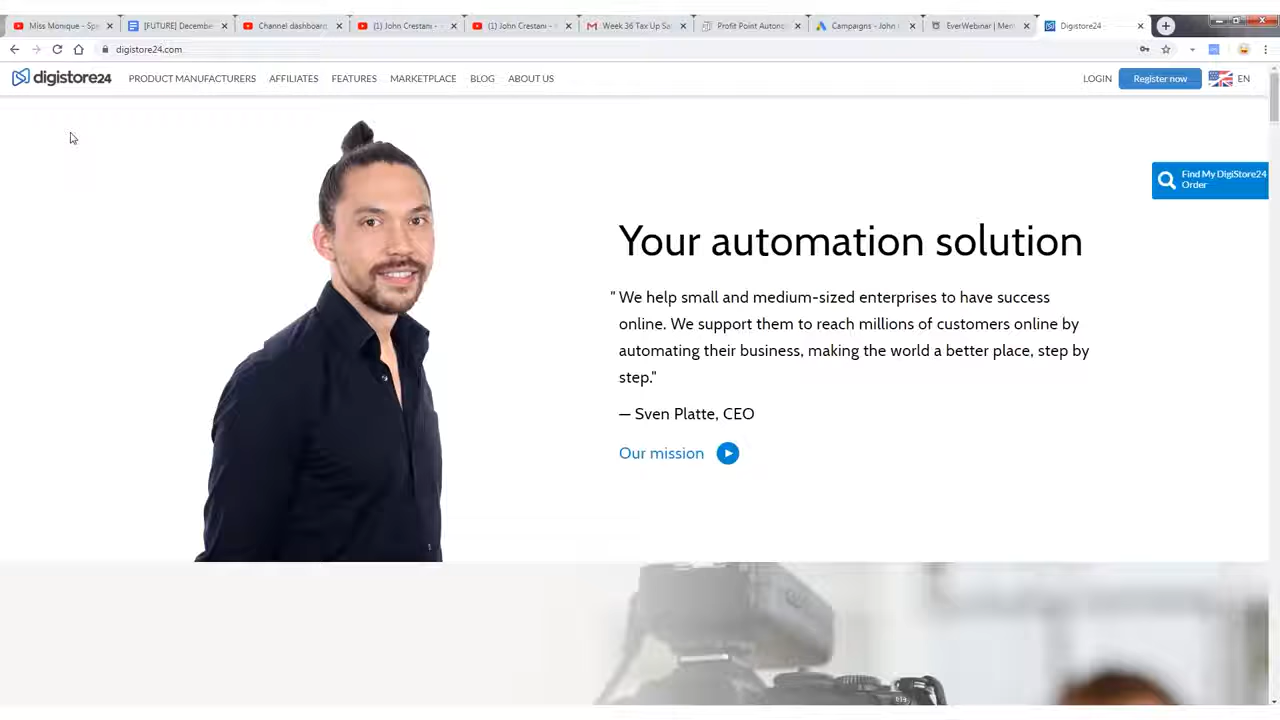 Miss Monique - Spe
[FUTURE] Decembe
Channel dashboard
(1) John Crestani -
(1) John Crestani -
Week 36 Tax Up Sa
Profit Point Autom
Campaigns - John
EverWebinar | Mem
Digistore24
digistore24.com
digistore24
PRODUCT MANUFACTURERS
AFFILIATES
FEATURES
MARKETPLACE
BLOG
ABOUT US
LOGIN
Register now
EN
Find My DigiStore24
Order
Your automation solution
"We help small and medium-sized enterprises to have success
online. We support them to reach millions of customers online by
automating their business, making the world a better place, step by
step."
— Sven Platte, CEO
Our mission